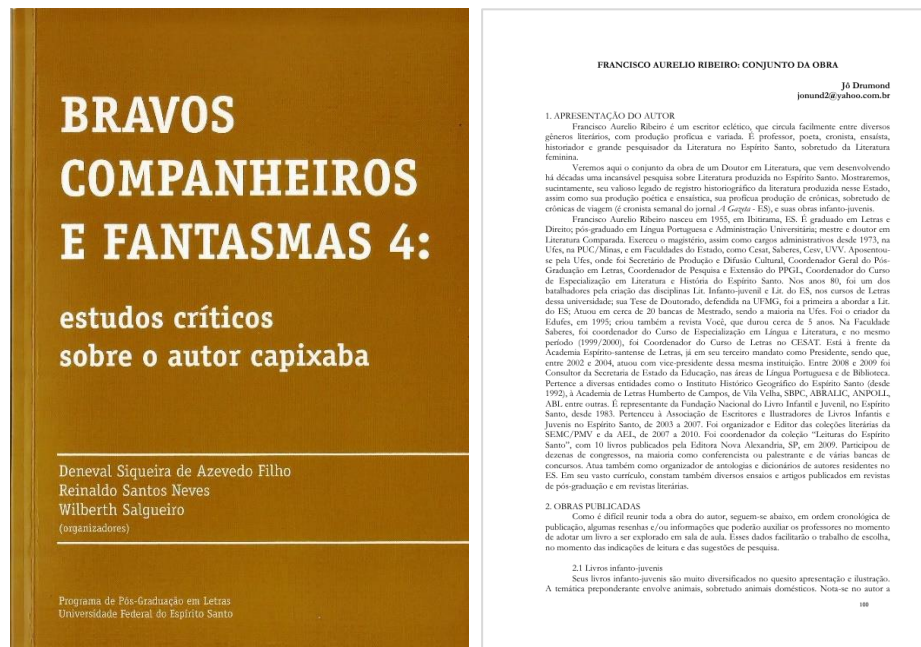 BRAVOS
COMPANHEIROS
E FANTASMAS 4:
estudos críticos
sobre o autor capixaba
Deneval Siqueira de Azevedo Filho
Reinaldo Santos Neves
Wilberth Salgueiro
(organizadores)
Programa de Pós-Graduação em Letras
Universidade Federal do Espírito Santo
FRANCISCO AURELIO RIBEIRO: CONJUNTO DA OBRA
Jô Drumond
jonund2@yahoo.com.br
1. APRESENTAÇÃO DO AUTOR
Francisco Aurelio Ribeiro é um escritor eclético, que circula facilmente entre diversos
gêneros literários, com produção profícua e variada. É professor, poeta, cronista, ensaísta,
historiador e grande pesquisador da Literatura no Espírito Santo, sobretudo da Literatura
feminina.
Veremos aqui o conjunto da obra de um Doutor em Literatura, que vem desenvolvendo
há décadas uma incansável pesquisa sobre Literatura produzida no Espírito Santo. Mostraremos,
sucintamente, seu valioso legado de registro historiográfico da literatura produzida nesse Estado,
assim como sua produção poética e ensaística, sua profícua produção de crônicas, sobretudo de
crônicas de viagem (é cronista semanal do jornal A Gazeta - ES), e suas obras infanto-juvenis.
Francisco Aurelio Ribeiro nasceu em 1955, em Ibitirama, ES. É graduado em Letras e
Direito; pós-graduado em Língua Portuguesa e Administração Universitária; mestre e doutor em
Literatura Comparada. Exerceu o magistério, assim como cargos administrativos desde 1973, na
Ufes, na PUC/Minas, e em Faculdades do Estado, como Cesat, Saberes, Cesv, UVV. Aposentou-
se pela Ufes, onde foi Secretário de Produção e Difusão Cultural, Coordenador Geral do Pós-
Graduação em Letras, Coordenador de Pesquisa e Extensão do PPGL, Coordenador do Curso
de Especialização em Literatura e História do Espírito Santo. Nos anos 80, foi um dos
batalhadores pela criação das disciplinas Lit. Infanto-juvenil e Lit. do ES, nos cursos de Letras
dessa universidade; sua Tese de Doutorado, defendida na UFMG, foi a primeira a abordar a Lit.
do ES; Atuou em cerca de 20 bancas de Mestrado, sendo a maioria na Ufes. Foi o criador da
Edufes, em 1995; criou também a revista Você, que durou cerca de 5 anos. Na Faculdade
Saberes, foi coordenador do Curso de Especialização em Língua e Literatura, e no mesmo
período (1999/2000), foi Coordenador do Curso de Letras no CESAT. Está à frente da
Academia Espírito-santense de Letras, já em seu terceiro mandato como Presidente, sendo que,
entre 2002 e 2004, atuou com vice-presidente dessa mesma instituição. Entre 2008 e 2009 foi
Consultor da Secretaria de Estado da Educação, nas áreas de Língua Portuguesa e de Biblioteca.
Pertence a diversas entidades como o Instituto Histórico Geográfico do Espírito Santo (desde
1992), à Academia de Letras Humberto de Campos, de Vila Velha, SBPC, ABRALIC, ANPOLL,
ABL entre outras. É representante da Fundação Nacional do Livro Infantil e Juvenil, no Espírito
Santo, desde 1983. Pertenceu à Associação de Escritores e Ilustradores de Livros Infantis e
Juvenis no Espírito Santo, de 2003 a 2007. Foi organizador e Editor das coleções literárias da
SEMC/PMV e da AEL, de 2007 a 2010. Foi coordenador da coleção “Leituras do Espírito
Santo”, com 10 livros publicados pela Editora Nova Alexandria, SP, em 2009. Participou de
dezenas de congressos, na maioria como conferencista ou palestrante e de várias bancas de
concursos. Atua também como organizador de antologias e dicionários de autores residentes no
ES. Em seu vasto currículo, constam também diversos ensaios e artigos publicados em revistas
de pós-graduação e em revistas literárias.
2. OBRAS PUBLICADAS
Como é difícil reunir toda a obra do autor, seguem-se abaixo, em ordem cronológica de
publicação, algumas resenhas e/ou informações que poderão auxiliar os professores no momento
de adotar um livro a ser explorado em sala de aula. Esses dados facilitarão o trabalho de escolha,
no momento das indicações de leitura e das sugestões de pesquisa.
2.1 Livros infanto-juvenis
Seus livros infanto-juvenis são muito diversificados no quesito apresentação e ilustração.
A temática preponderante envolve animais, sobretudo animais domésticos. Nota-se no autor a
188